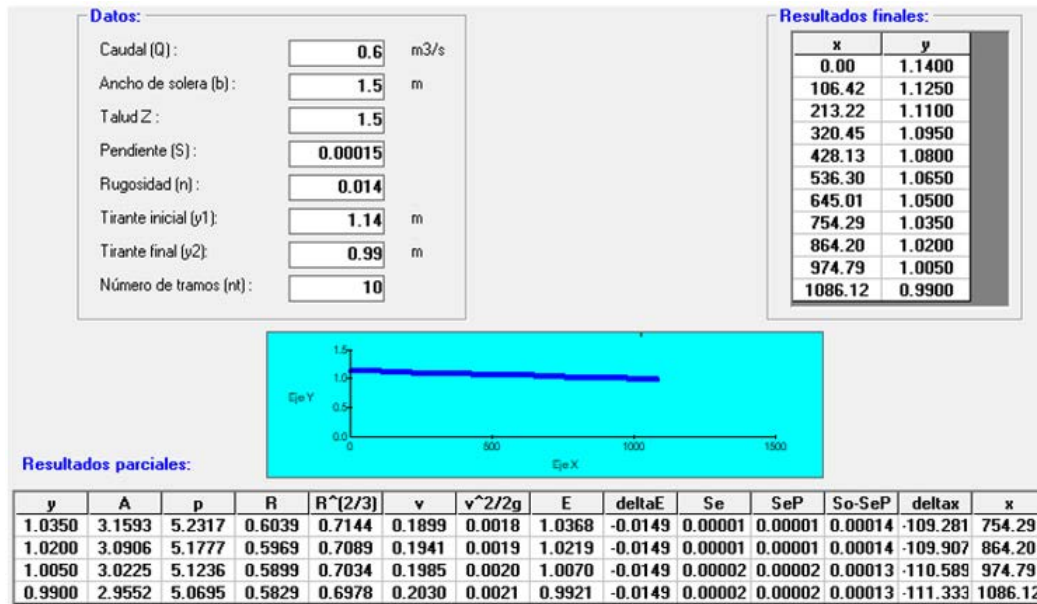 Datos:
Caudal (Q) : 0.6 m3/s
Ancho de solera (b) : 1.5 m
Talud Z : 1.5
Pendiente (S) : 0.00015
Rugosidad (n) : 0.014
Tirante inicial (y1): 1.14 m
Tirante final (y2): 0.99 m
Número de tramos (nt) : 10
Resultados finales:
x y
0.00 1.1400
106.42 1.1250
213.22 1.1100
320.45 1.0950
428.13 1.0800
536.30 1.0650
645.01 1.0500
754.29 1.0350
864.20 1.0200
974.79 1.0050
1086.12 0.9900
1.5
1.0
Eje Y
0.5
0.0
0 500 1000 1500
Eje X
Resultados parciales:
y A p R R^(2/3) v v^2/2g E deltaE Se SeP So-SeP deltax x
1.0350 3.1593 5.2317 0.6039 0.7144 0.1899 0.0018 1.0368 -0.0149 0.00001 0.00001 0.00014 -109.281 754.29
1.0200 3.0906 5.1777 0.5969 0.7089 0.1941 0.0019 1.0219 -0.0149 0.00001 0.00001 0.00014 -109.907 864.20
1.0050 3.0225 5.1236 0.5899 0.7034 0.1985 0.0020 1.0070 -0.0149 0.00002 0.00002 0.00013 -110.589 974.79
0.9900 2.9552 5.0695 0.5829 0.6978 0.2030 0.0021 0.9921 -0.0149 0.00002 0.00002 0.00013 -111.333 1086.12